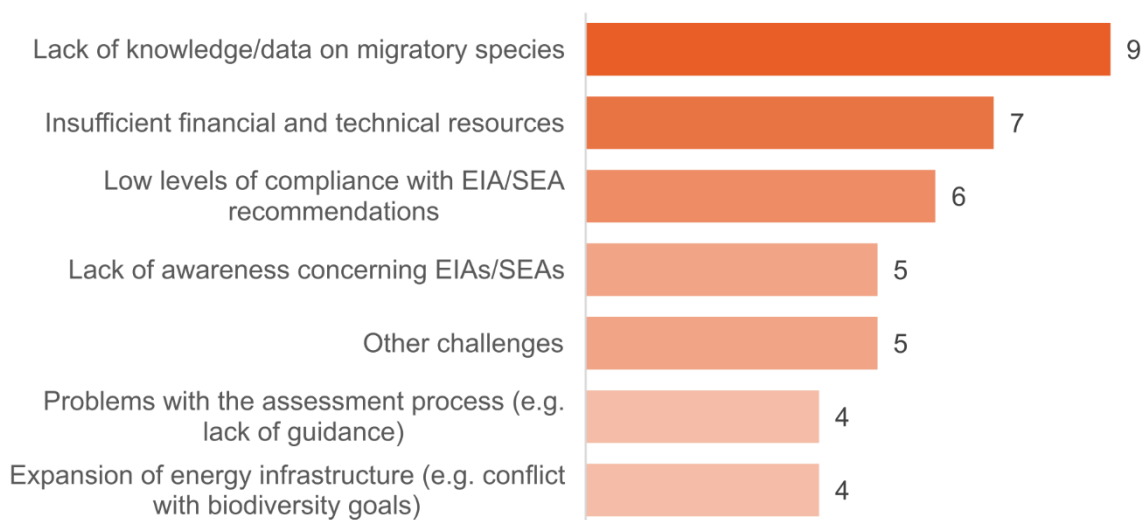 Lack of knowledge/data on migratory species
9
Insufficient financial and technical resources
7
Low levels of compliance with EIA/SEA
recommendations
6
Lack of awareness concerning EIAs/SEAs
5
Other challenges
5
Problems with the assessment process (e.g.
lack of guidance)
4
Expansion of energy infrastructure (e.g. conflict
with biodiversity goals)
4